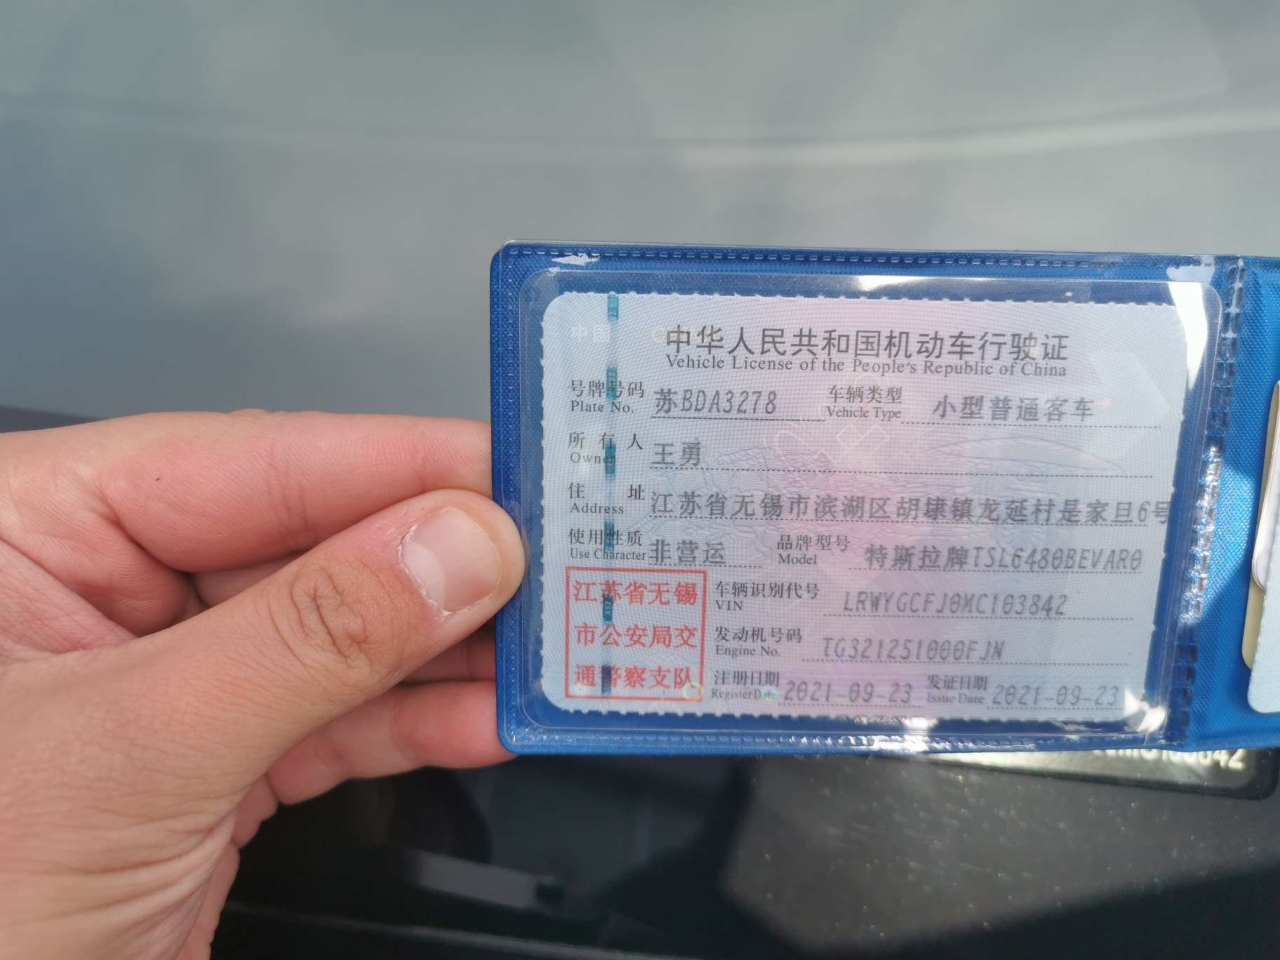 中国
中华人民共和国机动车行驶证
Vehicle License of the People's Republic of China
号牌号码 苏BDA3278 车辆类型 小型普通客车
Plate No. Vehicle Type
所有人 王勇
Owner
住址 江苏省无锡市滨湖区胡埭镇龙延村是家旦6号
Address
使用性质 非营运 品牌型号 特斯拉牌TSL6480BEVAR0
Use Character Model
江苏省无锡
市公安局交
通警察支队
车辆识别代号 LRWYGCFJ0MC103842
VIN
发动机号码 TG321251000FJN
Engine No.
注册日期 2021-09-23 发证日期 2021-09-23
Register Date Issue Date